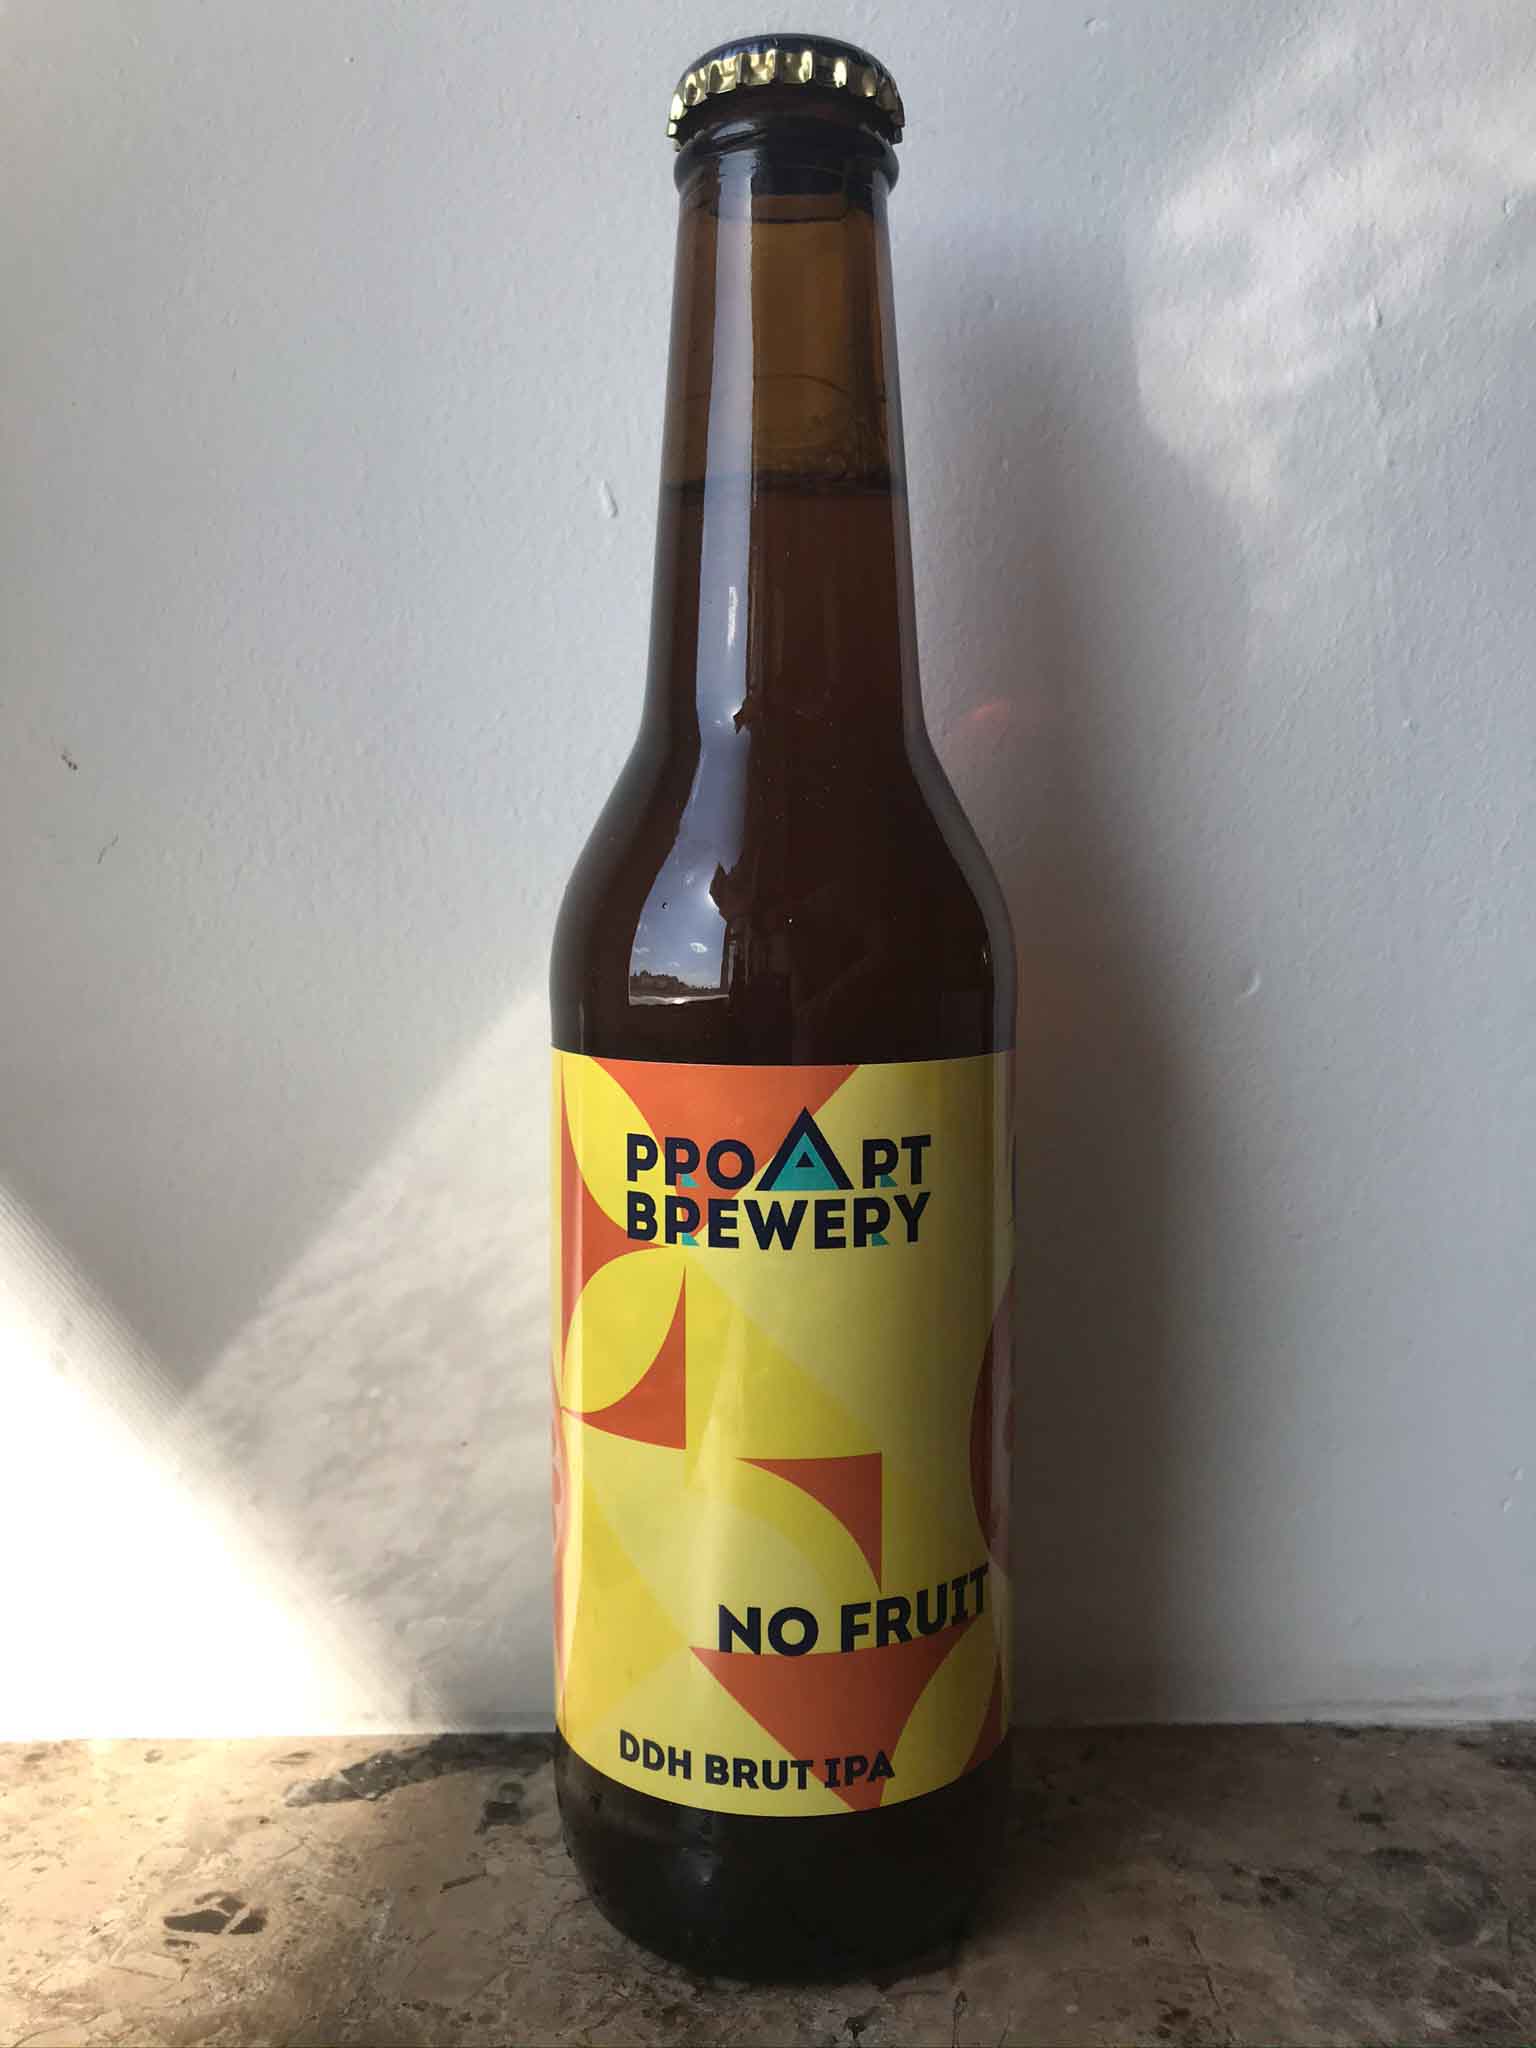 PROART
BREWERY
NO FRUIT
DDH BRUT IPA